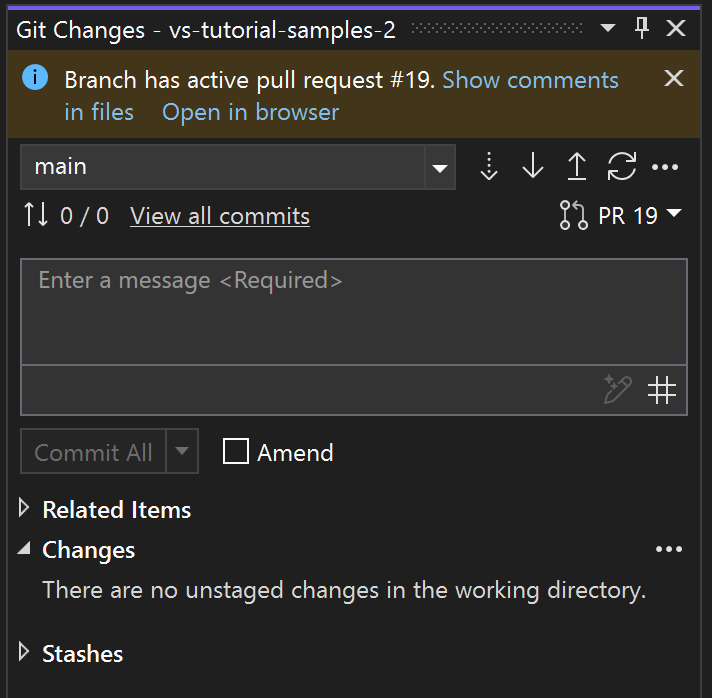 Git Changes - vs-tutorial-samples-2
Branch has active pull request #19. Show comments
in files Open in browser
main
0 / 0 View all commits PR 19
Enter a message <Required>
Commit All Amend
Related Items
Changes
There are no unstaged changes in the working directory.
Stashes